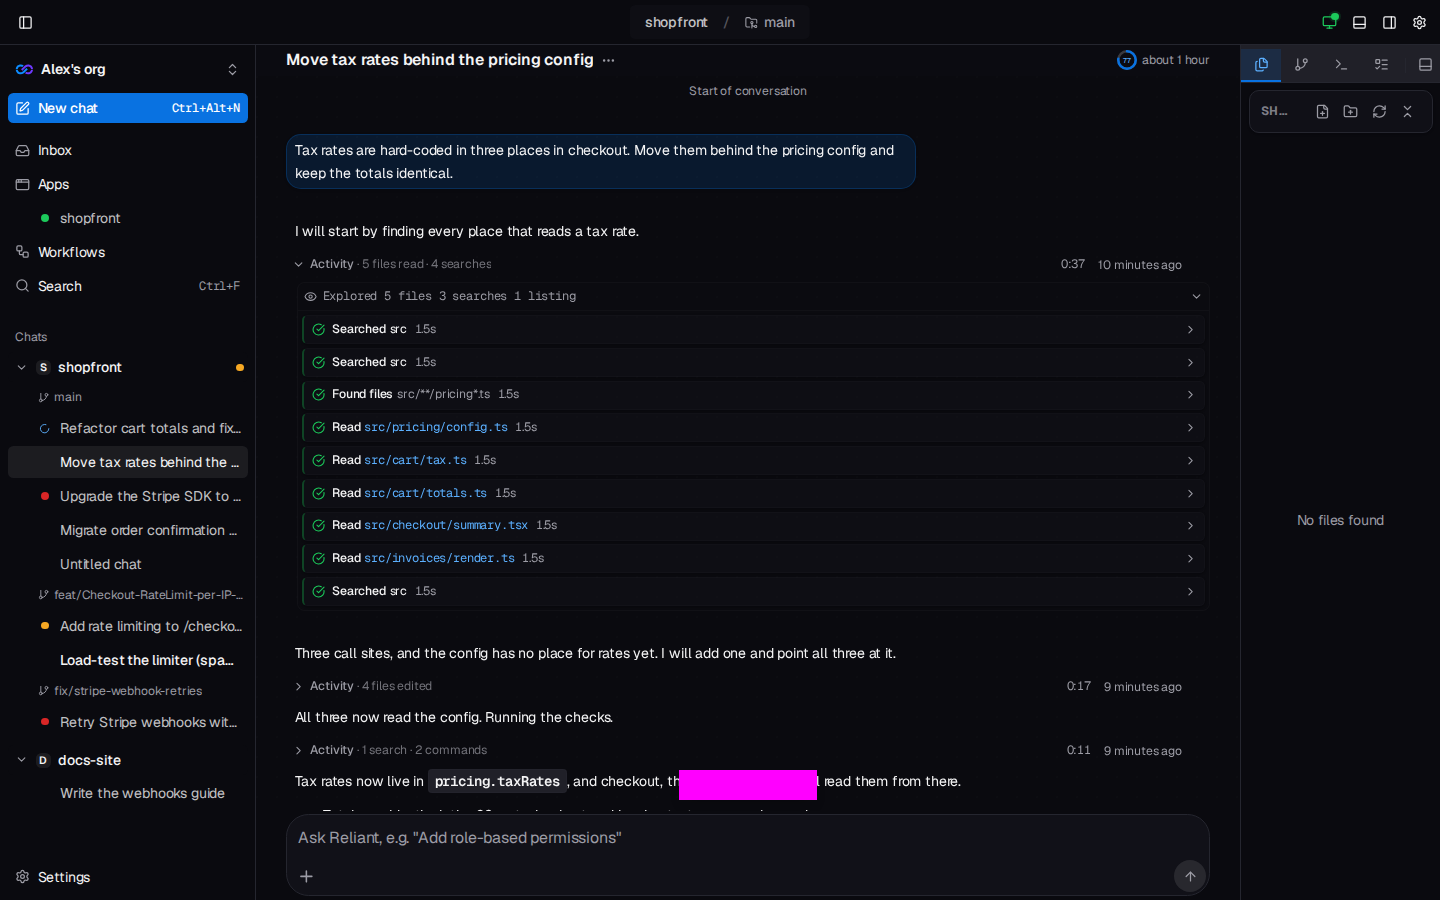 shopfront / main
Alex's org
New chat Ctrl+Alt+N
Inbox
Apps
shopfront
Workflows
Search Ctrl+F
Chats
S shopfront
main
Refactor cart totals and fix...
Move tax rates behind the ...
Upgrade the Stripe SDK to ...
Migrate order confirmation ...
Untitled chat
feat/Checkout-RateLimit-per-IP-...
Add rate limiting to /checko...
Load-test the limiter (spa...
fix/stripe-webhook-retries
Retry Stripe webhooks wit...
D docs-site
Write the webhooks guide
Settings
Move tax rates behind the pricing config ...
77 about 1 hour
Start of conversation
Tax rates are hard-coded in three places in checkout. Move them behind the pricing config and
keep the totals identical.
I will start by finding every place that reads a tax rate.
Activity · 5 files read · 4 searches 0:37 10 minutes ago
Explored 5 files 3 searches 1 listing
Searched src 1.5s
Searched src 1.5s
Found files src/**/pricing*.ts 1.5s
Read src/pricing/config.ts 1.5s
Read src/cart/tax.ts 1.5s
Read src/cart/totals.ts 1.5s
Read src/checkout/summary.tsx 1.5s
Read src/invoices/render.ts 1.5s
Searched src 1.5s
Three call sites, and the config has no place for rates yet. I will add one and point all three at it.
Activity · 4 files edited 0:17 9 minutes ago
All three now read the config. Running the checks.
Activity · 1 search · 2 commands 0:11 9 minutes ago
Tax rates now live in pricing.taxRates, and checkout, read them from there.
Ask Reliant, e.g. "Add role-based permissions"
SH...
No files found